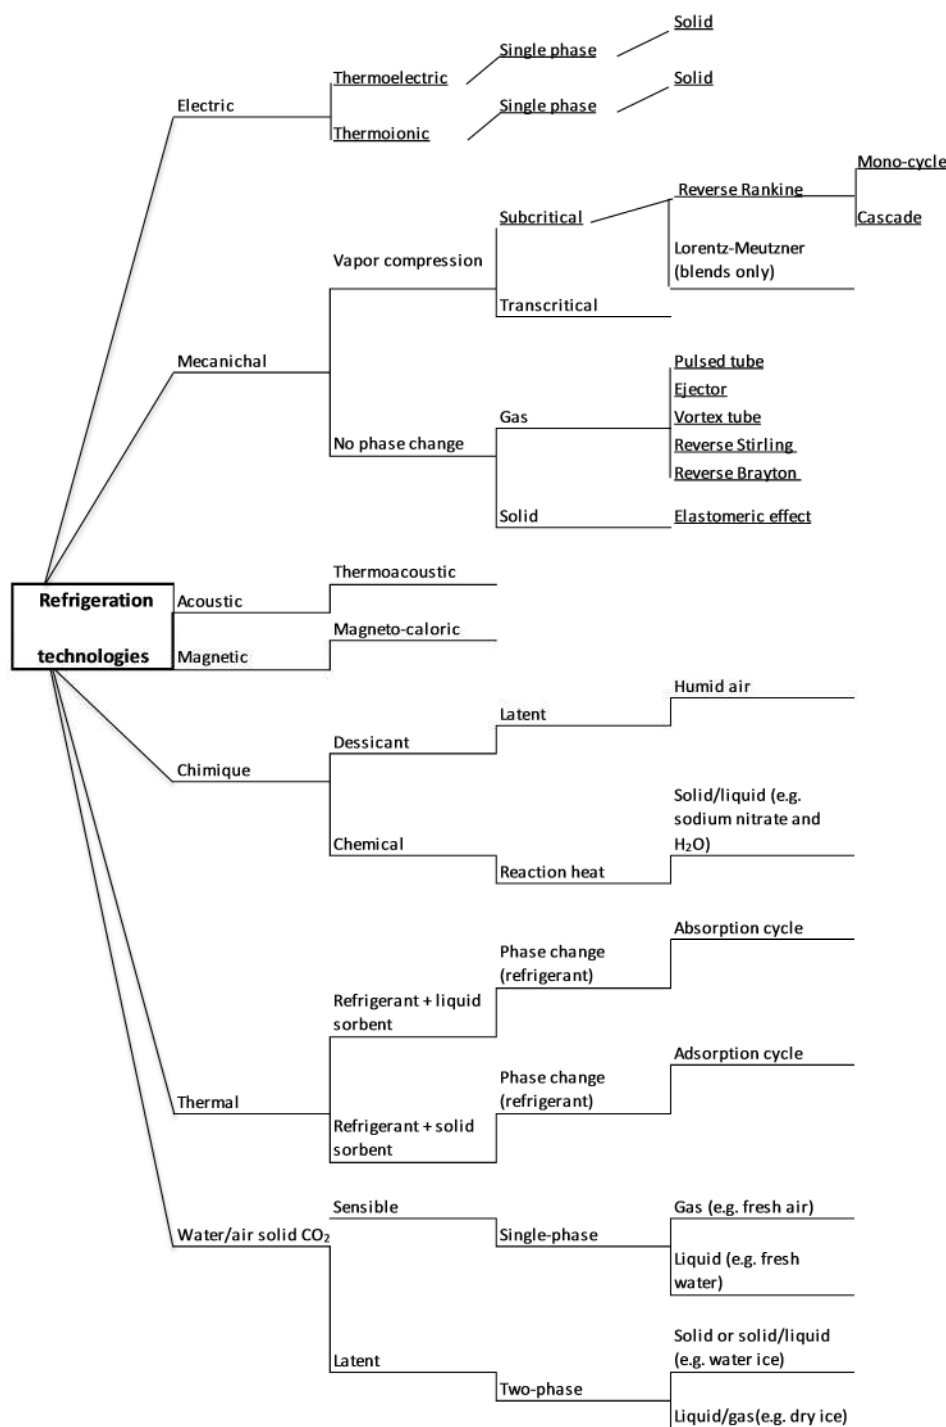 Solid
Single phase
Thermoelectric
Solid
Electric
Single phase
Thermoionic
Mono-cycle
Reverse Ranking
Subcritical
Cascade
Vapor compression
Lorentz-Meutzner
(blends only)
Transcritical
Mecanichal
Pulsed tube
Ejector
Gas
Vortex tube
No phase change
Reverse Stirling
Reverse Brayton
Solid
Elastomeric effect
Thermoacoustic
Refrigeration
technologies
Acoustic
Magneto-caloric
Magnetic
Humid air
Latent
Dessicant
Chimique
Solid/liquid (e.g.
sodium nitrate and
H₂O)
Chemical
Reaction heat
Absorption cycle
Phase change
(refrigerant)
Refrigerant + liquid
sorbent
Adsorption cycle
Phase change
(refrigerant)
Thermal
Refrigerant + solid
sorbent
Sensible
Gas (e.g. fresh air)
Water/air solid CO₂
Single-phase
Liquid (e.g. fresh
water)
Solid or solid/liquid
(e.g. water ice)
Latent
Two-phase
Liquid/gas(e.g. dry ice)